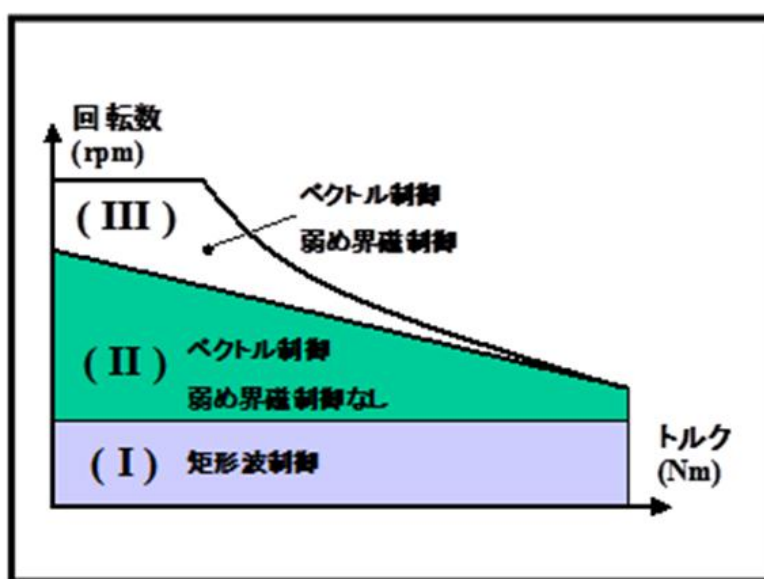 回転数
(rpm)
( III )
ベクトル制御
弱め界磁制御
( II )
ベクトル制御
弱め界磁制御なし
( I )
矩形波制御
トルク
(Nm)